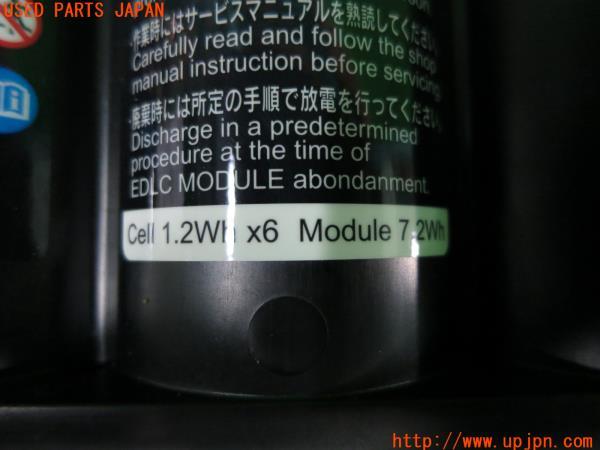 USED PARTS JAPAN
·作業時にはサービスマニュアルを熟読してください。
Carefully read and follow the shop
manual instruction before servicing.
·廃棄時には所定の手順で放電を行ってください。
Discharge in a predetermined
procedure at the time of
EDLC MODULE abondanment.
Cell 1.2Wh x6 Module 7.2Wh
http://www.upjpn.com/